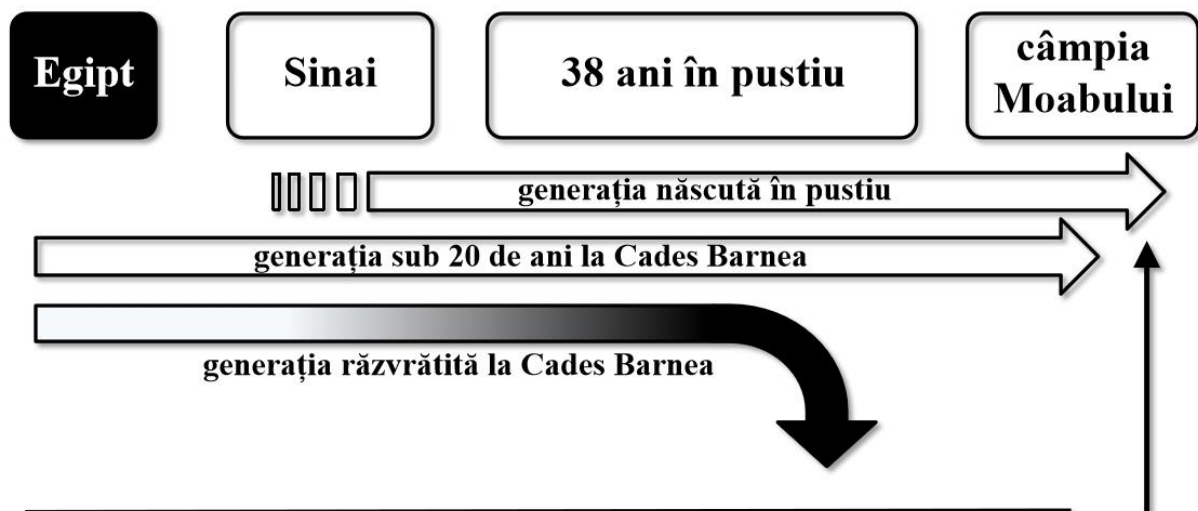 Egipt
Sinai
38 ani în pustiu
câmpia
Moabului
generația născută în pustiu
generația sub 20 de ani la Cades Barnea
generația răzvrătită la Cades Barnea